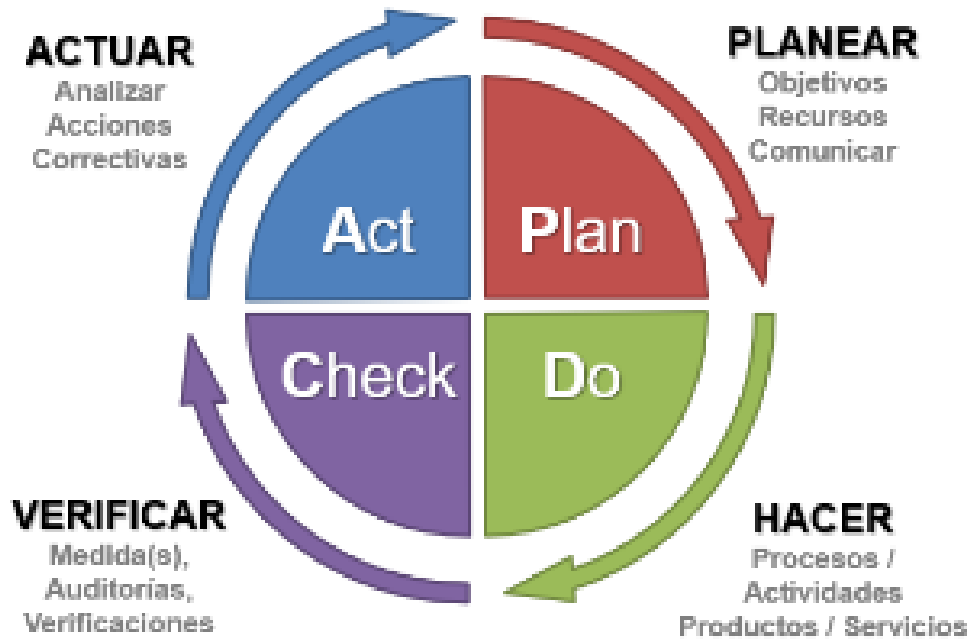 ACTUAR
Analizar
Acciones
Correctivas
PLANEAR
Objetivos
Recursos
Comunicar
Act
Plan
Check
Do
VERIFICAR
Medida(s),
Auditorías,
Verificaciones
HACER
Procesos /
Actividades
Productos / Servicios